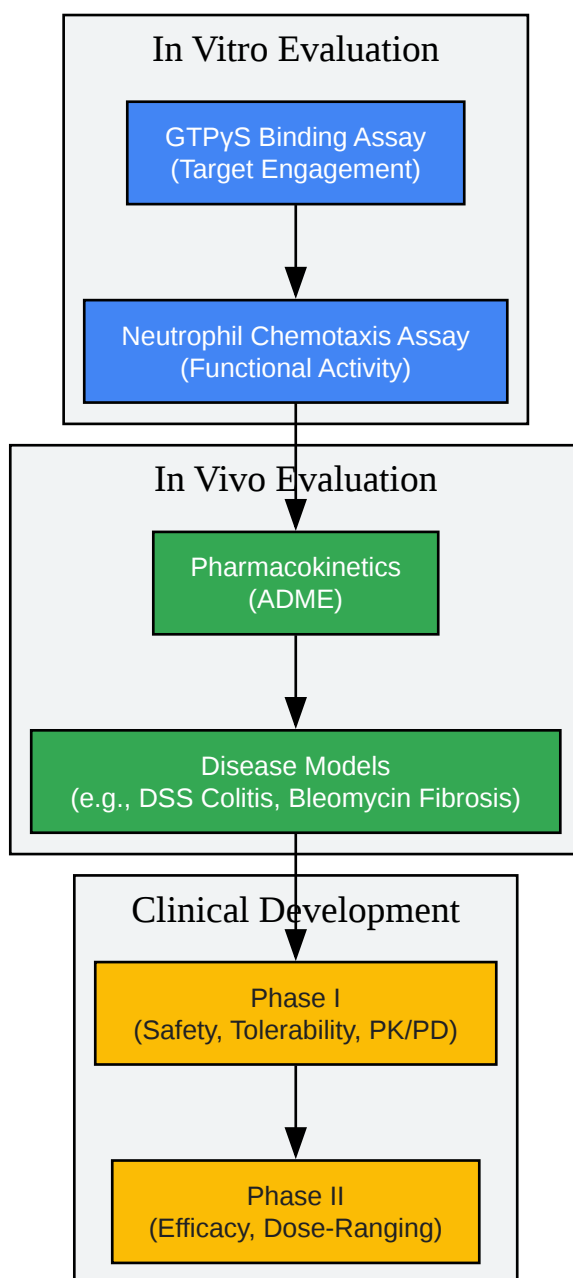 In Vitro Evaluation
GTPγS Binding Assay
(Target Engagement)
Neutrophil Chemotaxis Assay
(Functional Activity)
In Vivo Evaluation
Pharmacokinetics
(ADME)
Disease Models
(e.g., DSS Colitis, Bleomycin Fibrosis)
Clinical Development
Phase I
(Safety, Tolerability, PK/PD)
Phase II
(Efficacy, Dose-Ranging)